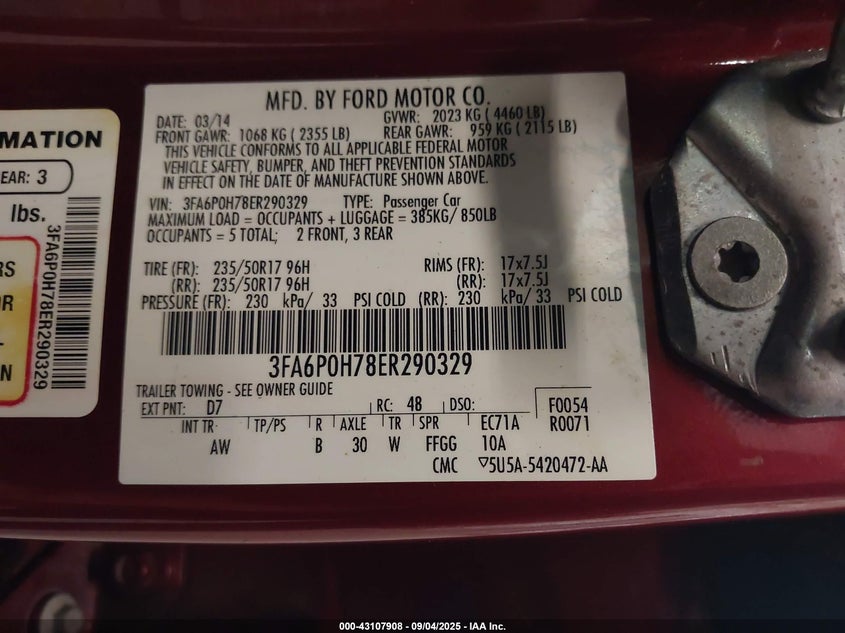 MFD. BY FORD MOTOR CO.
DATE: 03/14 GVWR: 2023 KG ( 4460 LB)
FRONT GAWR: 1068 KG ( 2355 LB) REAR GAWR: 959 KG ( 2115 LB)
THIS VEHICLE CONFORMS TO ALL APPLICABLE FEDERAL MOTOR
VEHICLE SAFETY, BUMPER, AND THEFT PREVENTION STANDARDS
IN EFFECT ON THE DATE OF MANUFACTURE SHOWN ABOVE.
VIN: 3FA6P0H78ER290329 TYPE: Passenger Car
MAXIMUM LOAD = OCCUPANTS + LUGGAGE = 385KG/ 850LB
OCCUPANTS = 5 TOTAL; 2 FRONT, 3 REAR
TIRE (FR): 235/50R17 96H RIMS (FR): 17x7.5J
(RR): 235/50R17 96H (RR): 17x7.5J
PRESSURE (FR): 230 kPa/ 33 PSI COLD (RR): 230 kPa/ 33 PSI COLD
3FA6P0H78ER290329
TRAILER TOWING - SEE OWNER GUIDE
EXT PNT: D7 RC: 48 DSO: F0054
INT TR TP/PS R AXLE TR SPR EC71A R0071
AW B 30 W FFGG 10A
CMC ▽5U5A-5420472-AA
RMATION
EAR: 3
lbs.
RS
OR
L-
N
3FA6P0H78ER290329
000-43107908 - 09/04/2025 - IAA Inc.